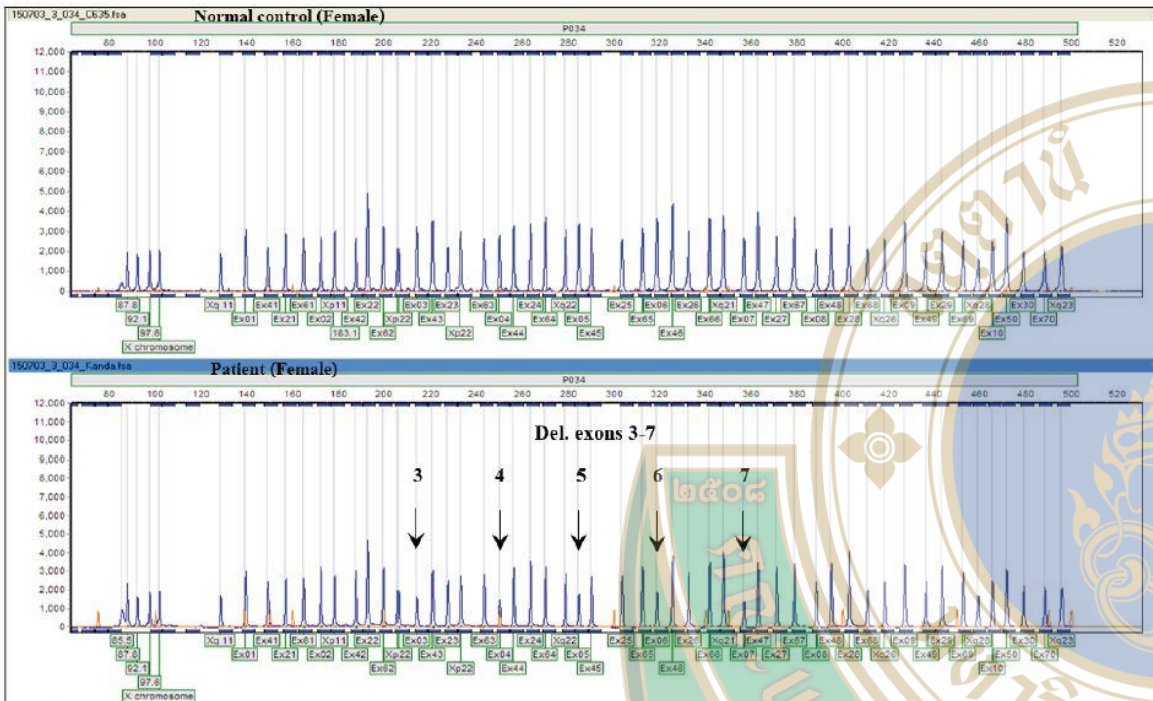 150703_3_034_C635.fsa Normal control (Female)
P034
80 100 120 140 160 180 200 220 240 260 280 300 320 340 360 380 400 420 440 460 480 500 520
12,000
11,000
10,000
9,000
8,000
7,000
6,000
5,000
4,000
3,000
2,000
1,000
0
87.8 Xq 11 Ex41 Ex61 Xp11 Ex22 Xp22 Ex03 Ex23 Ex63 Ex24 Xq22 Ex25 Ex06 Ex26 Xq21 Ex47 Ex67 Ex48 Ex68 Ex09 Ex29 Xq28 Ex30 Xq23
92.1 Ex01 Ex21 Ex02 Ex42 Ex43 Ex04 Ex64 Ex05 Ex65 Ex66 Ex07 Ex27 Ex08 Ex28 Ex49 Ex69 Ex50 Ex70
97.6 183.1 Ex62 Xp22 Ex44 Ex45 Ex46 Xq26 Ex10
X chromosome
150703_3_034_Kanda.fsa Patient (Female)
P034
80 100 120 140 160 180 200 220 240 260 280 300 320 340 360 380 400 420 440 460 480 500 520
12,000
11,000
10,000
9,000
8,000
7,000
6,000
5,000
4,000
3,000
2,000
1,000
0
Del. exons 3-7
3 4 5 6 7
๒๕๐๘
85.5 Xq 11 Ex41 Ex61 Xp11 Ex22 Xp22 Ex03 Ex23 Ex63 Ex24 Xq22 Ex25 Ex06 Ex26 Xq21 Ex47 Ex67 Ex48 Ex68 Ex09 Ex29 Xq28 Ex30 Xq23
87.8 Ex01 Ex21 Ex02 Ex42 Ex43 Ex04 Ex64 Ex05 Ex65 Ex66 Ex07 Ex27 Ex08 Ex28 Ex49 Ex69 Ex50 Ex70
92.1 Ex62 Xp22 Ex44 Ex45 Ex46 Xq26 Ex10
97.6
X chromosome